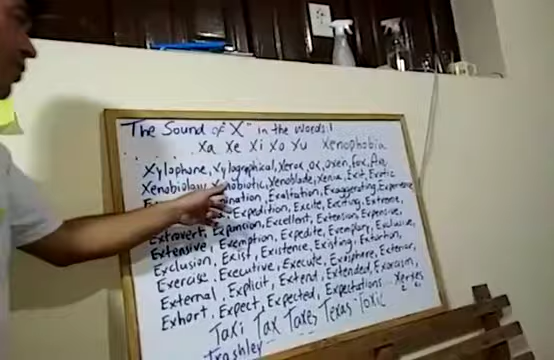 The Sound of "X" in the Words:
Xa Xe Xi Xo Xu Xenophobia
Xylophone, Xylographical, Xerox, ox, oxen, Fox, Axe,
Xenobiology, Xenobiotic, Xenoblade, Xenia, Exit, Exotic
Exaltation, Exaggerating, Experience
Expedition, Excite, Exciting, Extreme,
Extrovert, Expansion, Excellent, Extension, Expensive,
Extensive, Exemption, Expedite, Exemplary, Exclusive,
Exclusion, Exist, Existence, Existing, Extortion,
Exercise, Executive, Execute, Exosphere, Exterior,
External, Explicit, Extend, Extended, Exorcism,
Exhort, Expect, Expected, Expectations... Xerxes
Taxi Tax Taxes Texas Toxic
Trashley